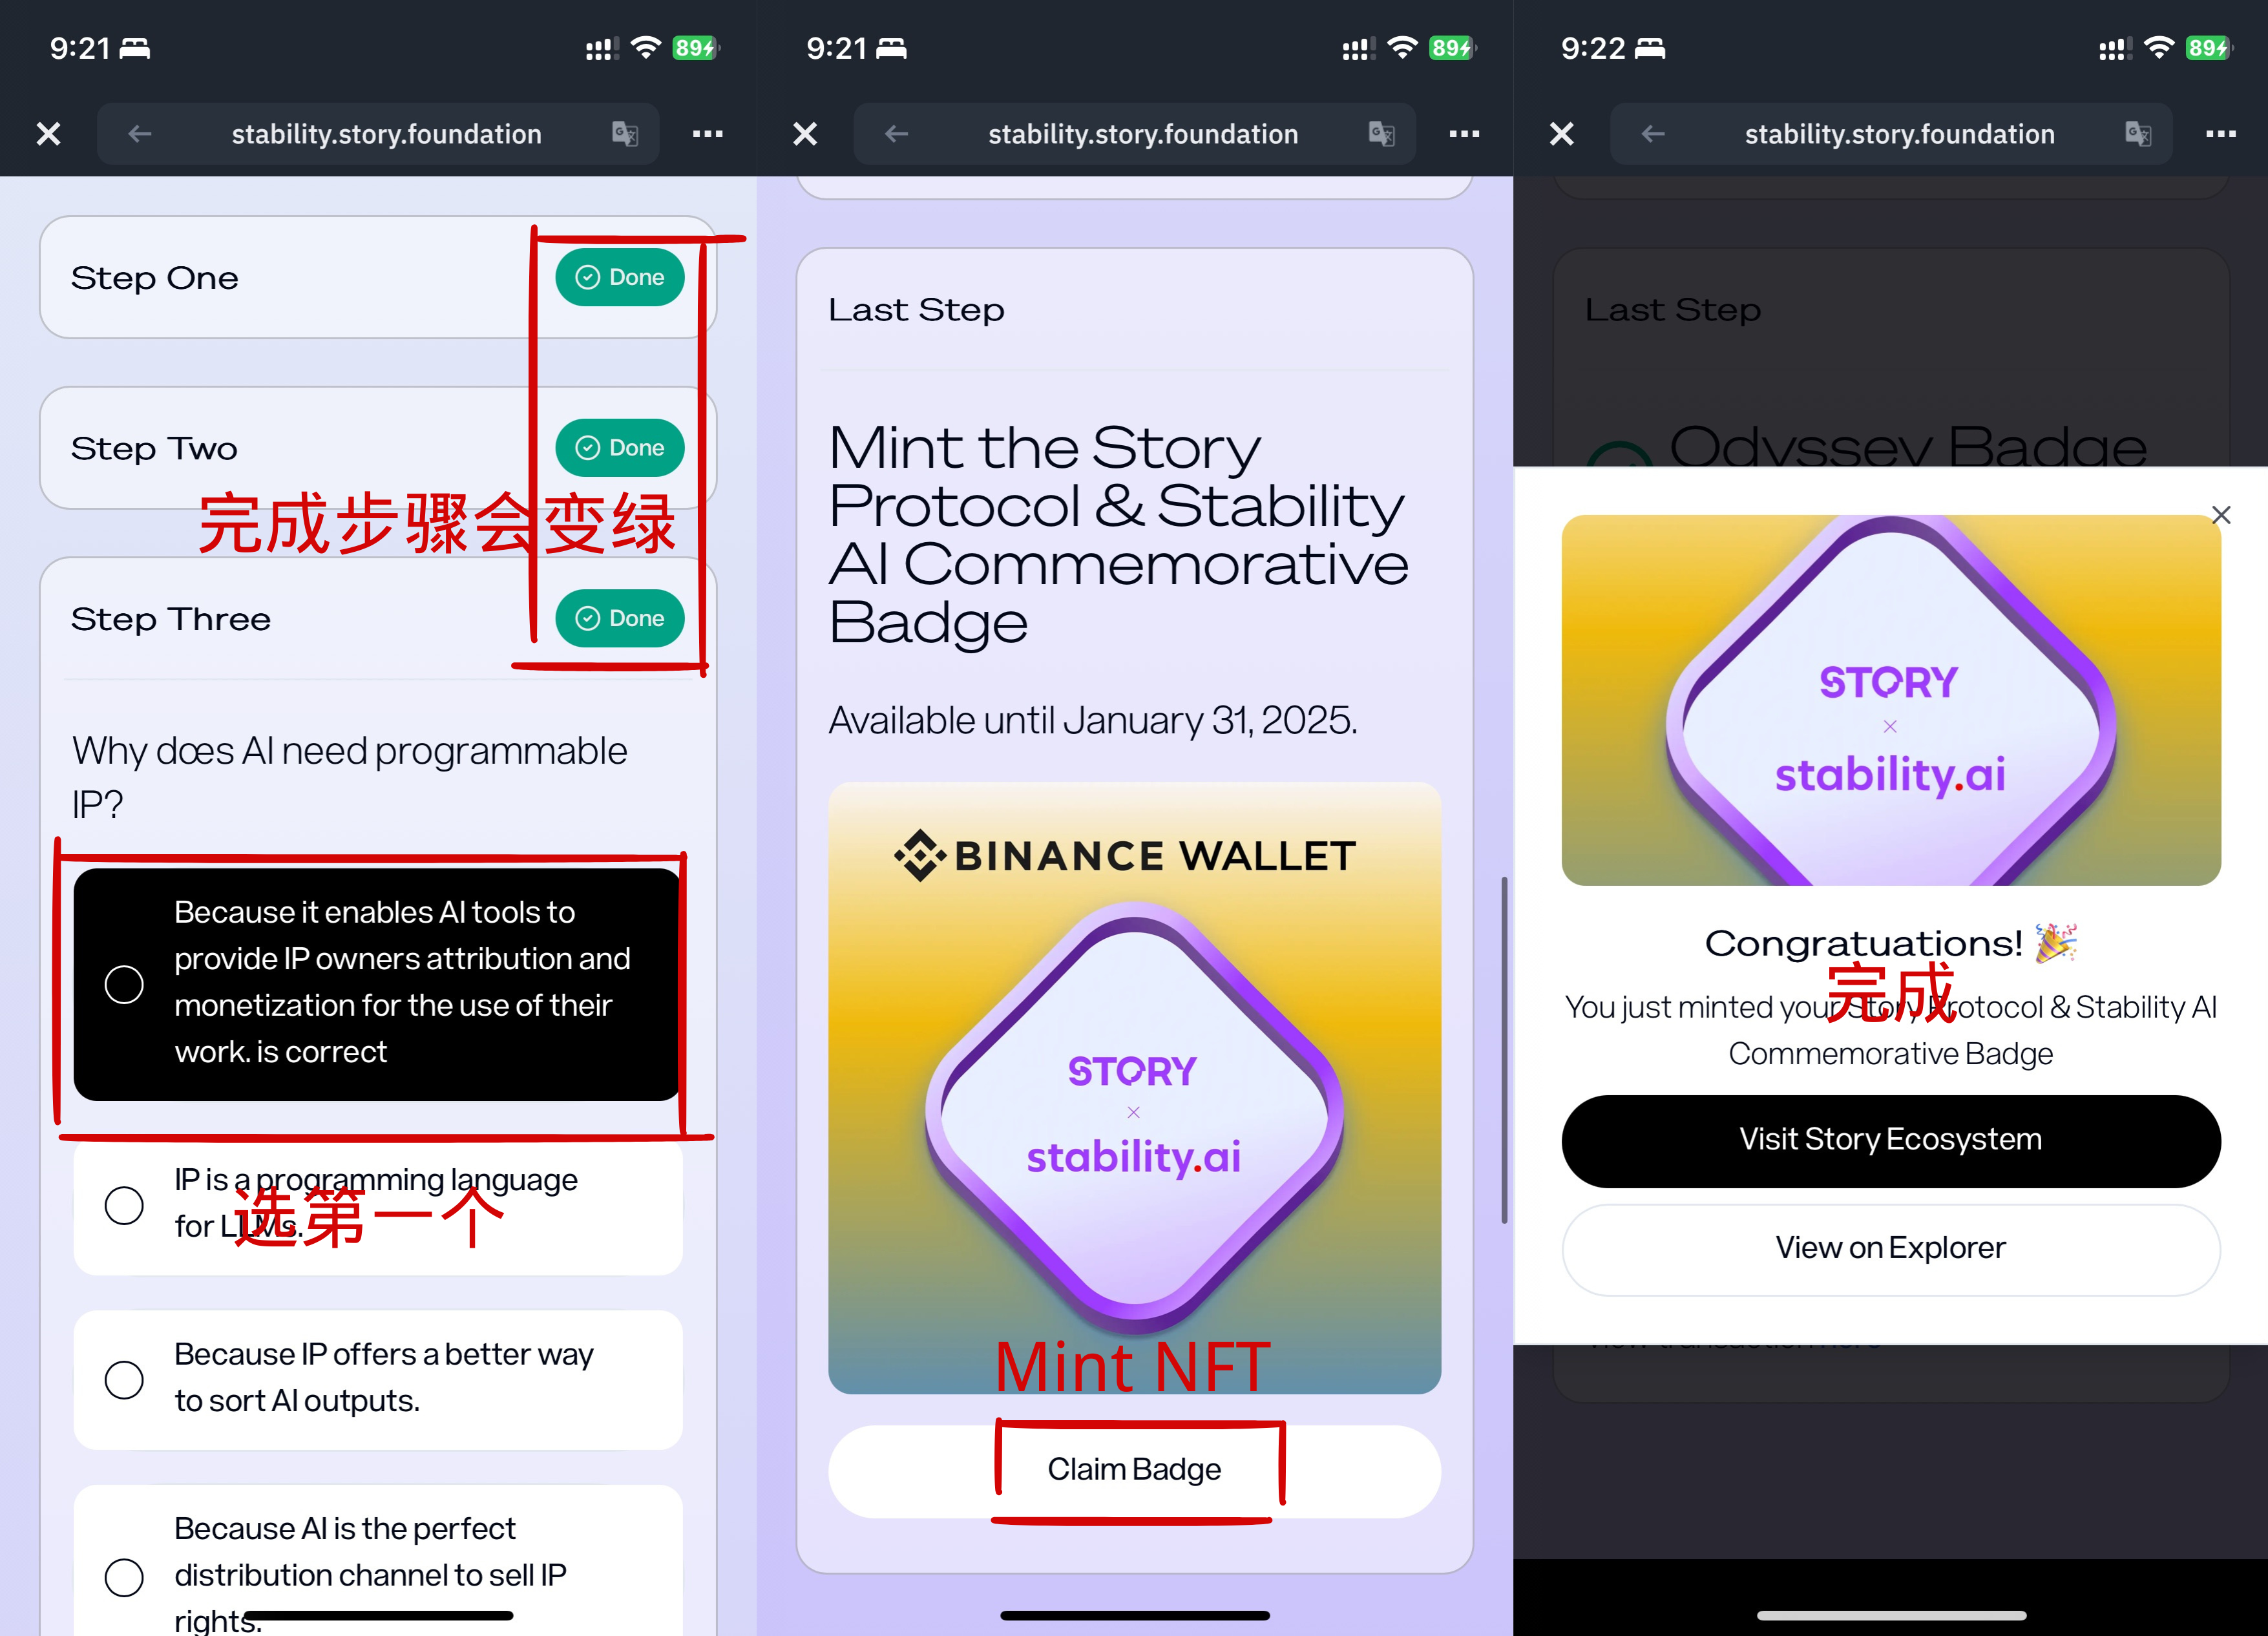 9:21
89
stability.story.foundation
Step One
Done
Step Two
Done
完成步骤会变绿
Step Three
Done
Why does AI need programmable
IP?
Because it enables AI tools to
provide IP owners attribution and
monetization for the use of their
work. is correct
IP is a programming language
for LLMs.
选第一个
Because IP offers a better way
to sort AI outputs.
Because AI is the perfect
distribution channel to sell IP
rights.
9:21
89
stability.story.foundation
Last Step
Mint the Story
Protocol & Stability
AI Commemorative
Badge
Available until January 31, 2025.
BINANCE WALLET
STORY
×
stability.ai
Mint NFT
Claim Badge
9:22
89
stability.story.foundation
Last Step
Odyssey Badge
STORY
×
stability.ai
Congratuations! 🎉
完成
You just minted your Story Protocol & Stability AI
Commemorative Badge
Visit Story Ecosystem
View on Explorer